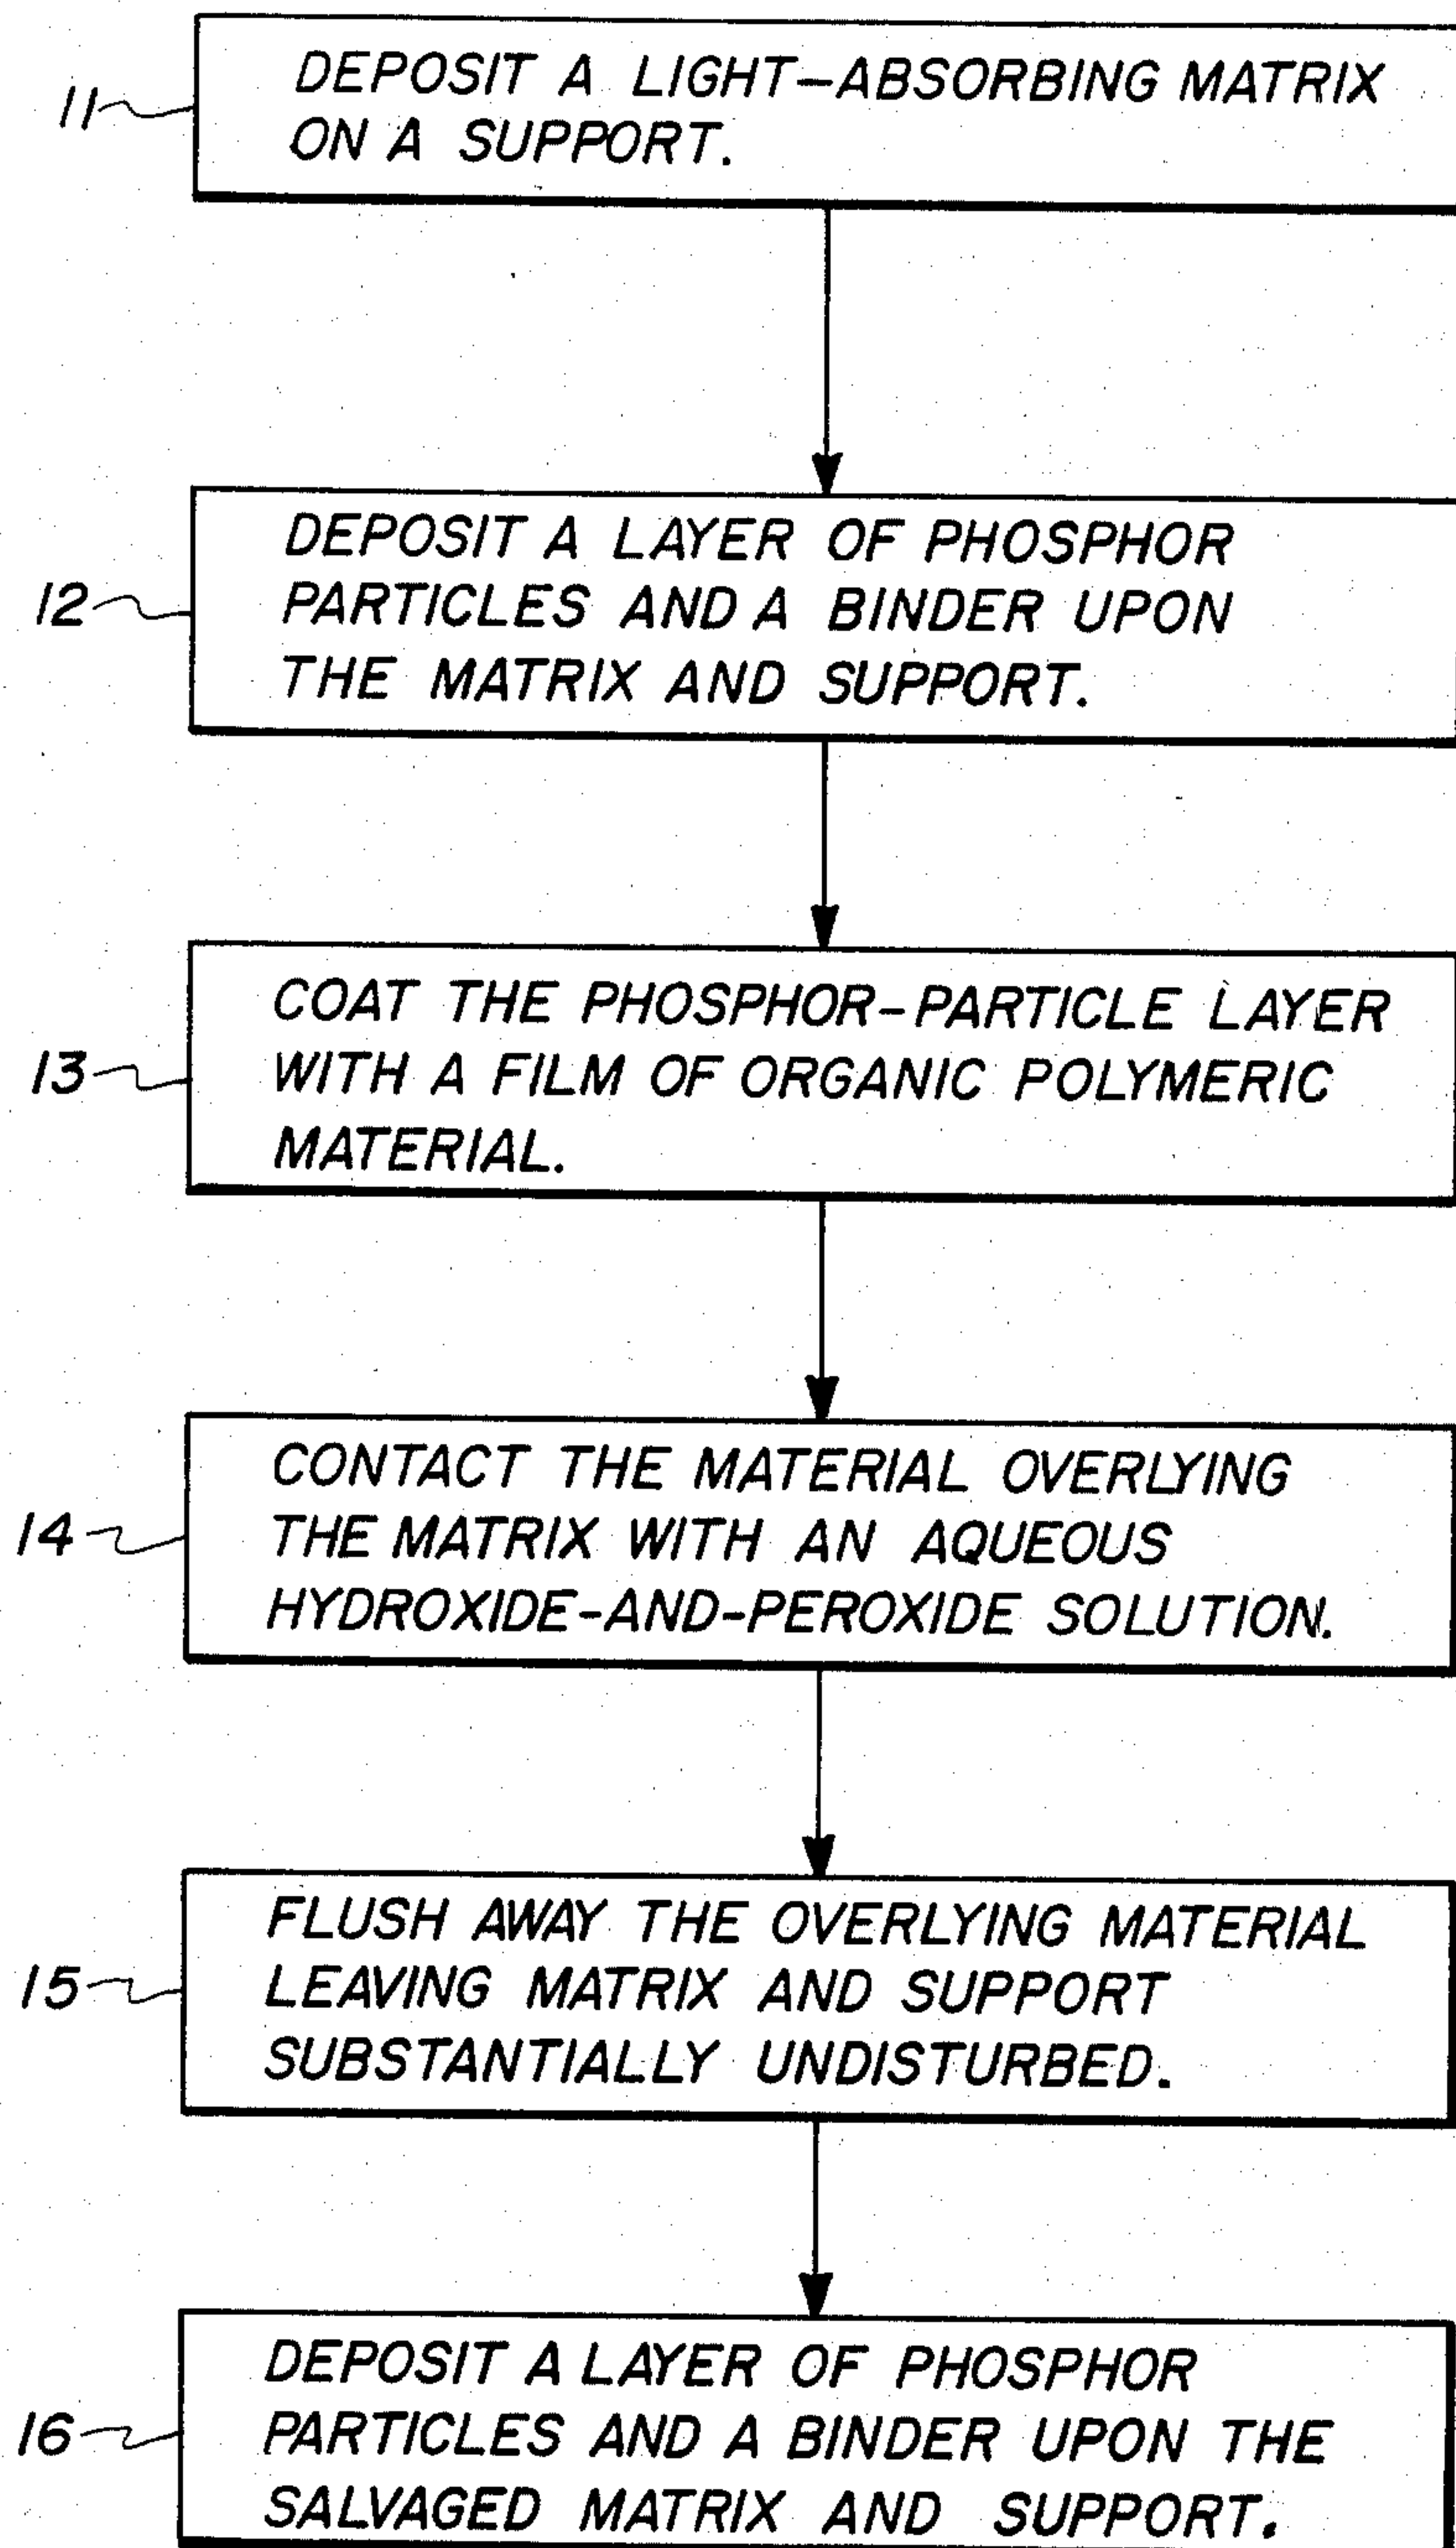 11
DEPOSIT A LIGHT-ABSORBING MATRIX
ON A SUPPORT.
12
DEPOSIT A LAYER OF PHOSPHOR
PARTICLES AND A BINDER UPON
THE MATRIX AND SUPPORT.
13
COAT THE PHOSPHOR-PARTICLE LAYER
WITH A FILM OF ORGANIC POLYMERIC
MATERIAL.
14
CONTACT THE MATERIAL OVERLYING
THE MATRIX WITH AN AQUEOUS
HYDROXIDE-AND-PEROXIDE SOLUTION.
15
FLUSH AWAY THE OVERLYING MATERIAL
LEAVING MATRIX AND SUPPORT
SUBSTANTIALLY UNDISTURBED.
16
DEPOSIT A LAYER OF PHOSPHOR
PARTICLES AND A BINDER UPON THE
SALVAGED MATRIX AND SUPPORT.